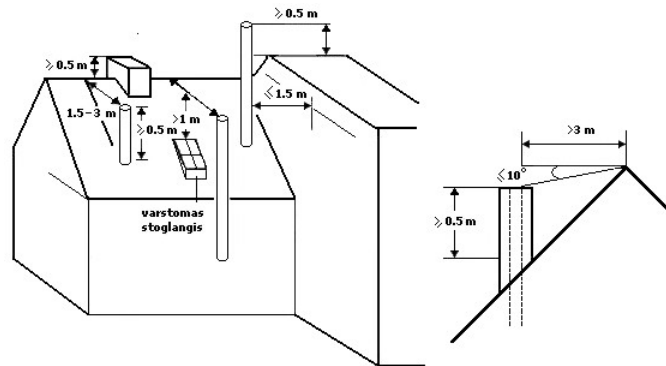 ⩾ 0.5 m
⩾ 0.5 m
1.5-3 m
⩾0.5 m
>1 m
⩽ 1.5 m
varstomas
stoglangis
>3 m
⩽ 10°
⩾ 0.5 m